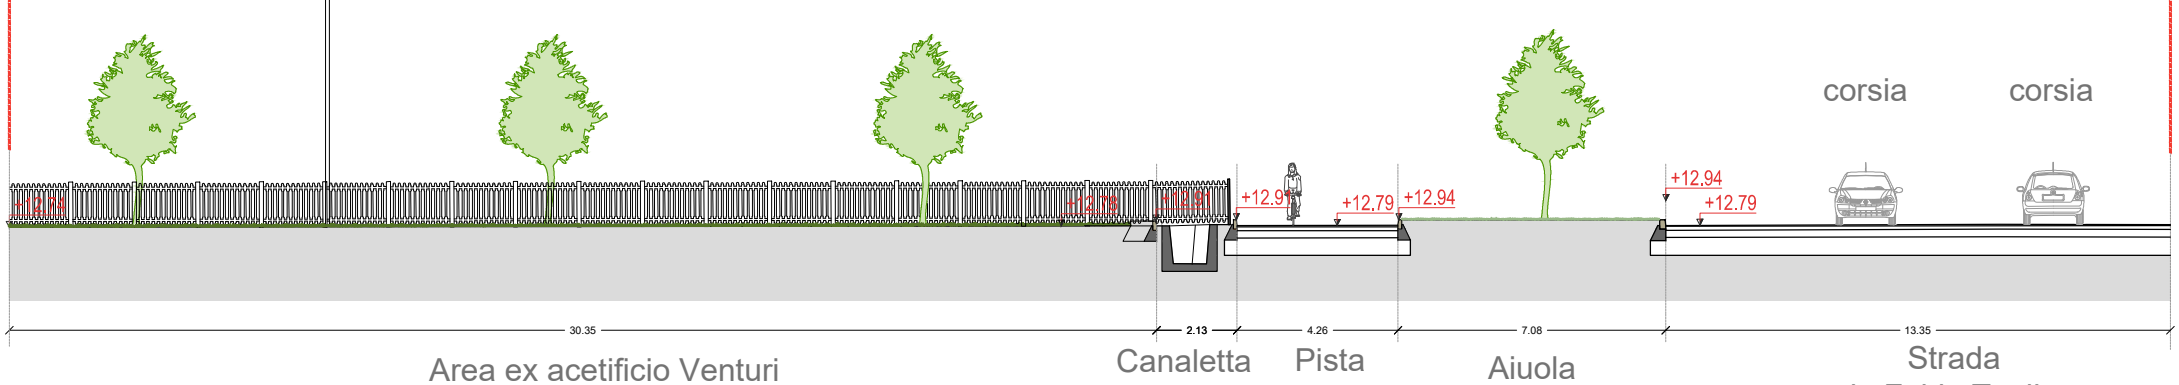 corsia corsia
+12.74 +12.78 +12.91 +12.91 +12.79 +12.94 +12.94 +12.79
30.35 2.13 4.26 7.08 13.35
Area ex acetificio Venturi Canaletta Pista Aiuola Strada